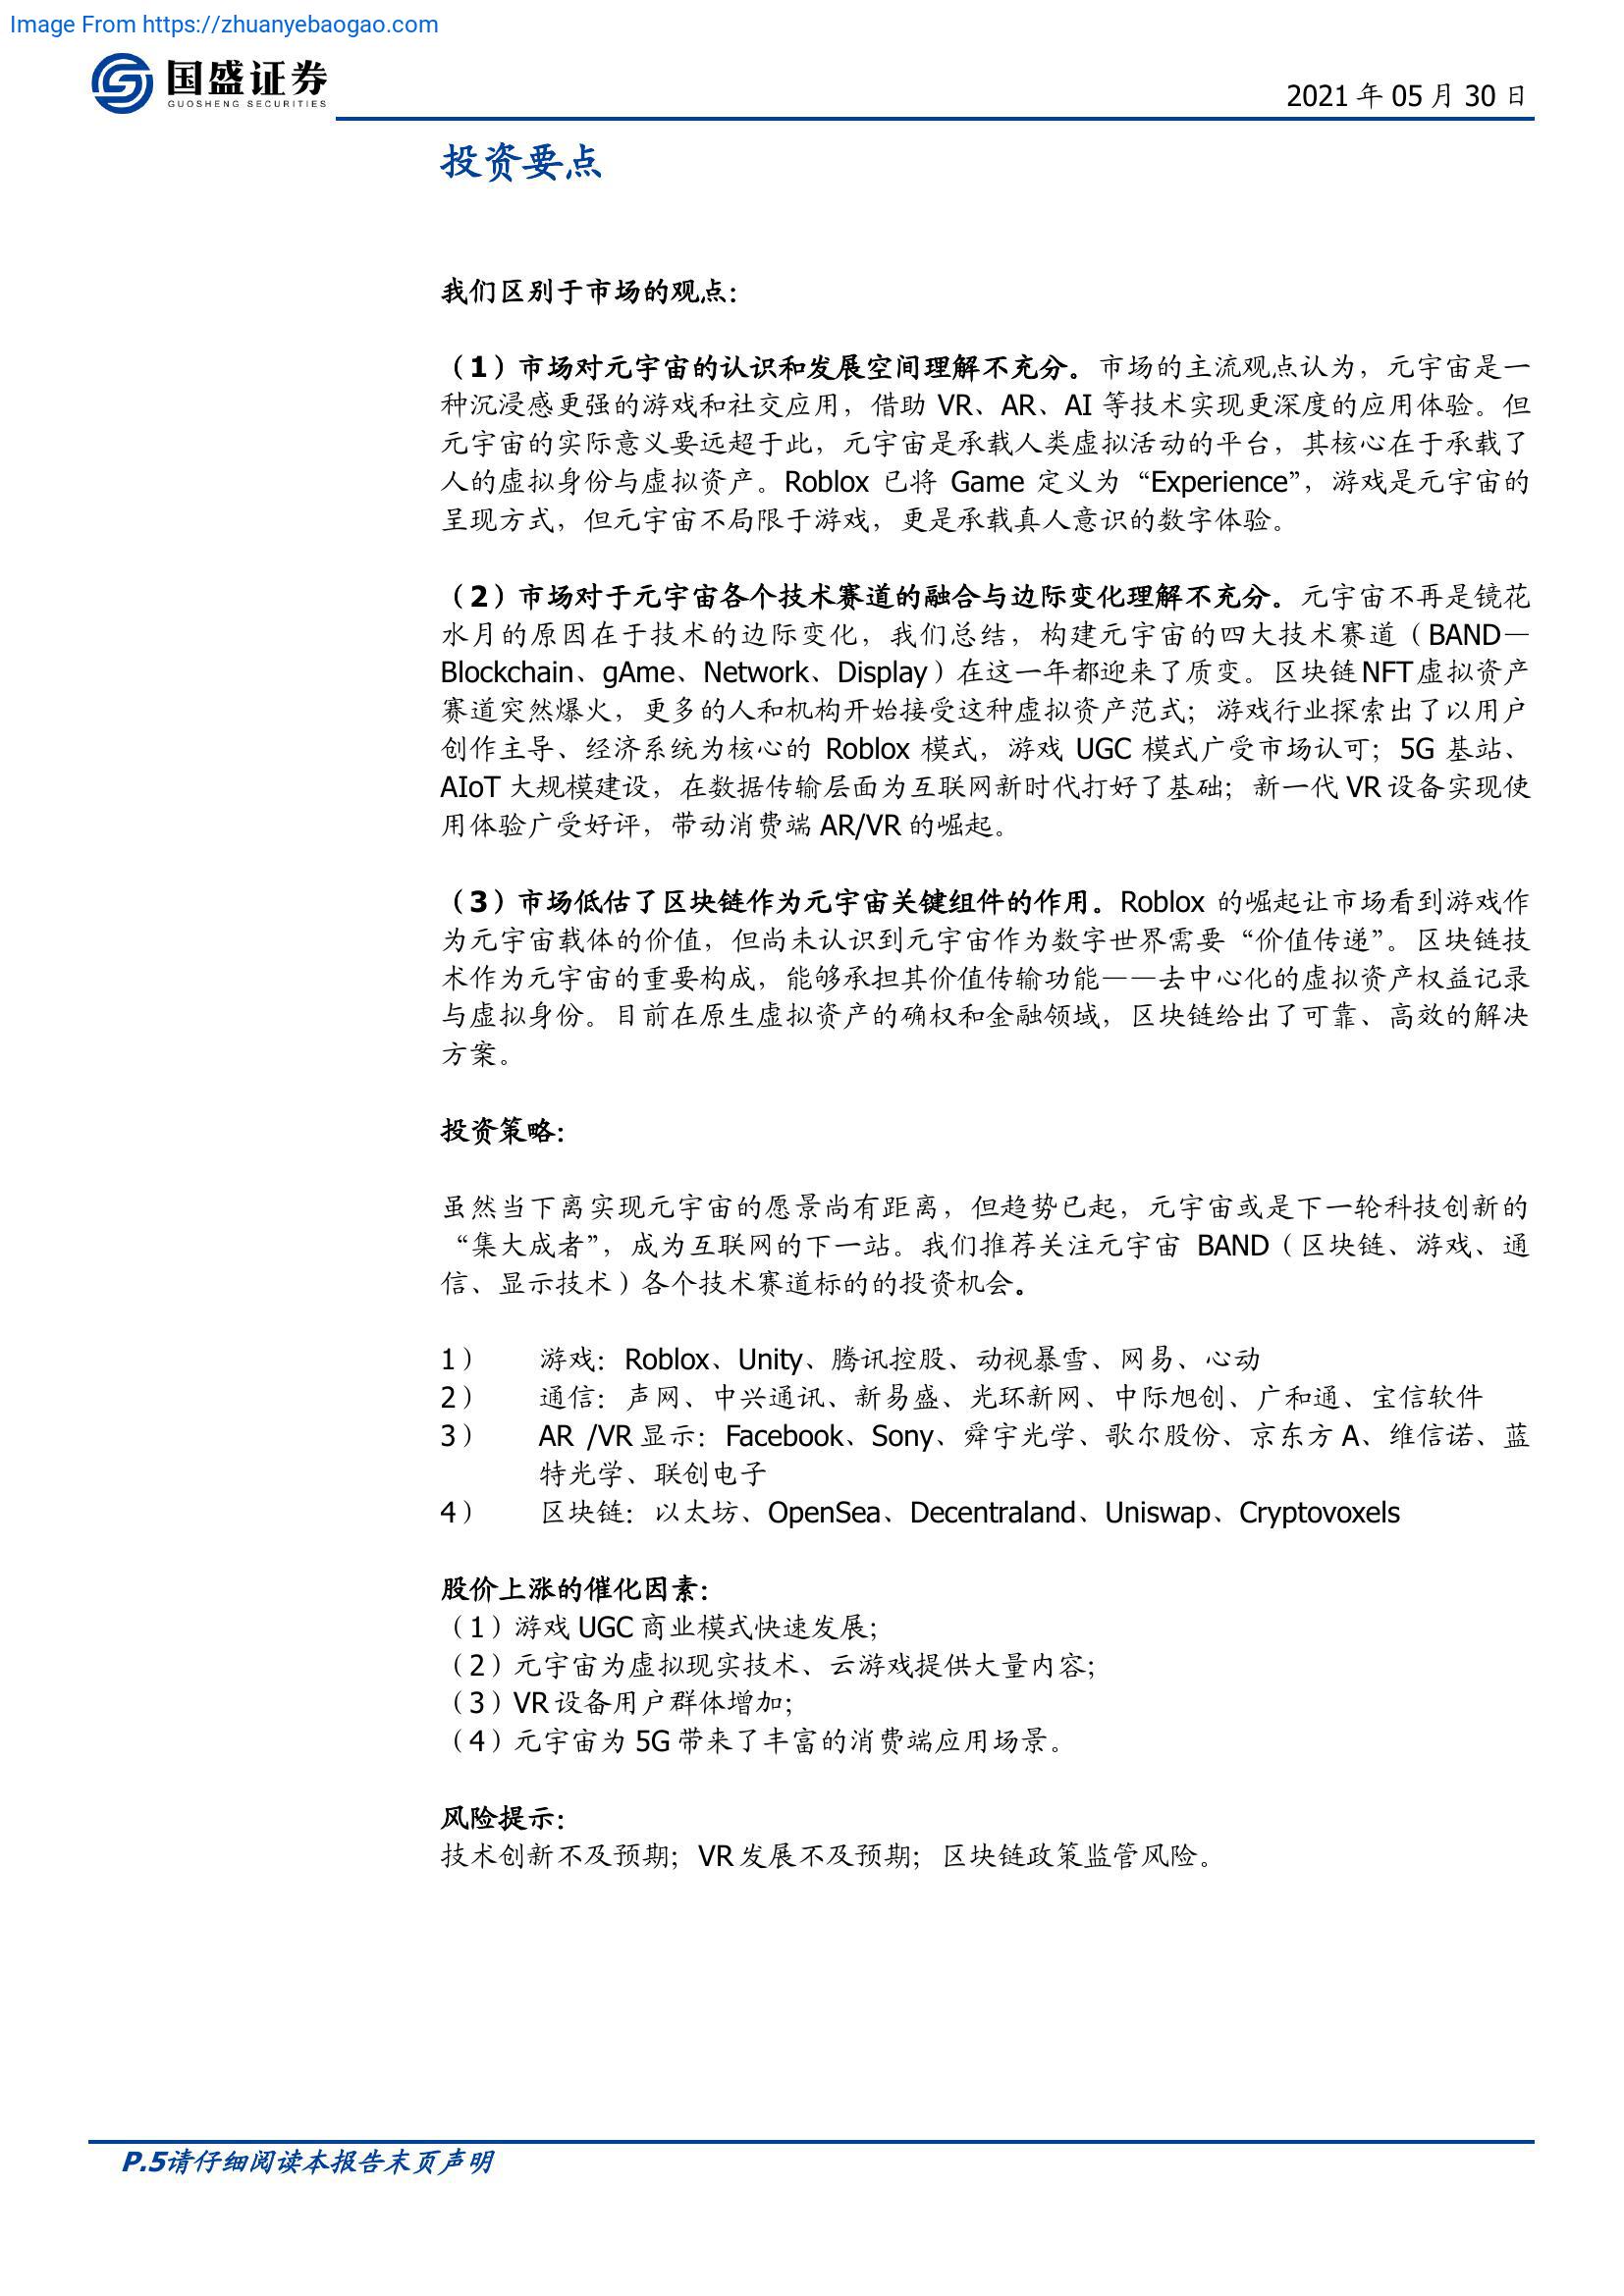 Image From https://zhuanyebaogao.com
国盛证券
GUOSHENG SECURITIES
2021 年 05 月 30 日
投资要点
我们区别于市场的观点：
（1）市场对元宇宙的认识和发展空间理解不充分。市场的主流观点认为，元宇宙是一
种沉浸感更强的游戏和社交应用，借助 VR、AR、AI 等技术实现更深度的应用体验。但
元宇宙的实际意义要远超于此，元宇宙是承载人类虚拟活动的平台，其核心在于承载了
人的虚拟身份与虚拟资产。Roblox 已将 Game 定义为“Experience”，游戏是元宇宙的
呈现方式，但元宇宙不局限于游戏，更是承载真人意识的数字体验。
（2）市场对于元宇宙各个技术赛道的融合与边际变化理解不充分。元宇宙不再是镜花
水月的原因在于技术的边际变化，我们总结，构建元宇宙的四大技术赛道（BAND—
Blockchain、gAme、Network、Display）在这一年都迎来了质变。区块链NFT虚拟资产
赛道突然爆火，更多的人和机构开始接受这种虚拟资产范式；游戏行业探索出了以用户
创作主导、经济系统为核心的 Roblox 模式，游戏 UGC 模式广受市场认可；5G 基站、
AIoT 大规模建设，在数据传输层面为互联网新时代打好了基础；新一代 VR 设备实现使
用体验广受好评，带动消费端 AR/VR 的崛起。
（3）市场低估了区块链作为元宇宙关键组件的作用。Roblox 的崛起让市场看到游戏作
为元宇宙载体的价值，但尚未认识到元宇宙作为数字世界需要“价值传递”。区块链技
术作为元宇宙的重要构成，能够承担其价值传输功能——去中心化的虚拟资产权益记录
与虚拟身份。目前在原生虚拟资产的确权和金融领域，区块链给出了可靠、高效的解决
方案。
投资策略：
虽然当下离实现元宇宙的愿景尚有距离，但趋势已起，元宇宙或是下一轮科技创新的
“集大成者”，成为互联网的下一站。我们推荐关注元宇宙 BAND（区块链、游戏、通
信、显示技术）各个技术赛道标的的投资机会。
1） 游戏：Roblox、Unity、腾讯控股、动视暴雪、网易、心动
2） 通信：声网、中兴通讯、新易盛、光环新网、中际旭创、广和通、宝信软件
3） AR /VR 显示：Facebook、Sony、舜宇光学、歌尔股份、京东方 A、维信诺、蓝
特光学、联创电子
4） 区块链：以太坊、OpenSea、Decentraland、Uniswap、Cryptovoxels
股价上涨的催化因素：
（1）游戏 UGC 商业模式快速发展；
（2）元宇宙为虚拟现实技术、云游戏提供大量内容；
（3）VR 设备用户群体增加；
（4）元宇宙为 5G 带来了丰富的消费端应用场景。
风险提示：
技术创新不及预期；VR 发展不及预期；区块链政策监管风险。
P.5请仔细阅读本报告末页声明